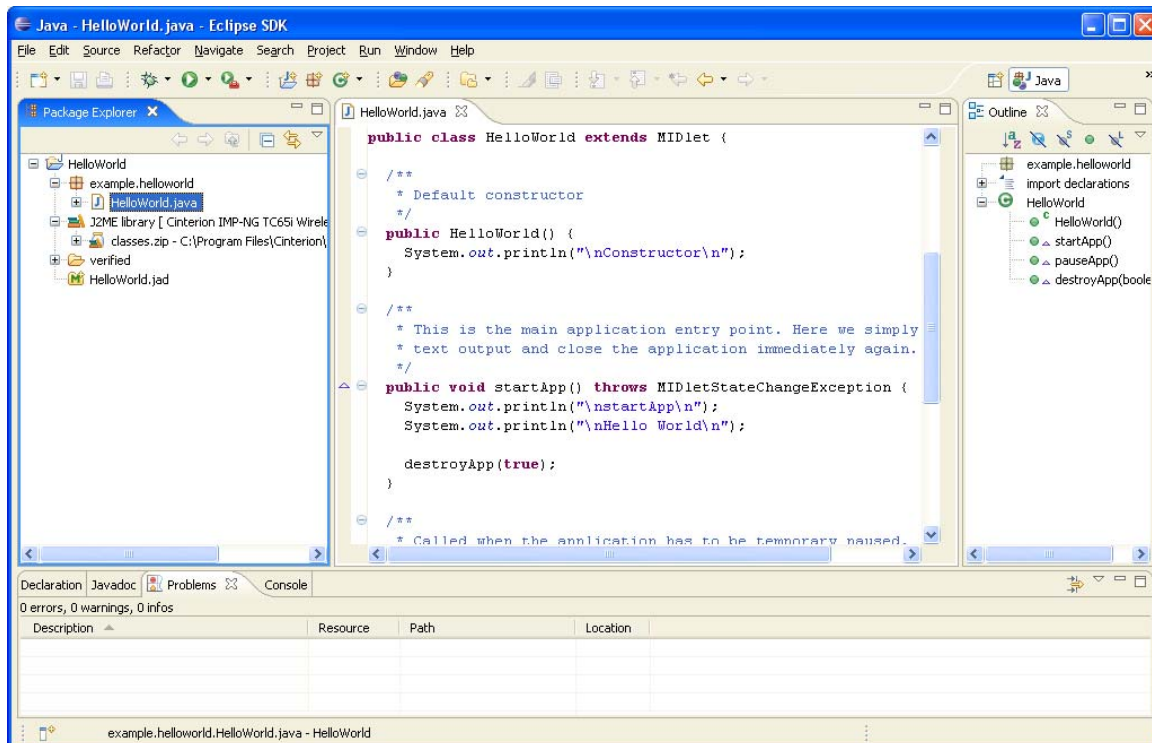 Java - HelloWorld.java - Eclipse SDK
File Edit Source Refactor Navigate Search Project Run Window Help
Java
Package Explorer
HelloWorld
example.helloworld
HelloWorld.java
J2ME library [ Cinterion IMP-NG TC65i Wirele
classes.zip - C:\Program Files\Cinterion\
verified
HelloWorld.jad
HelloWorld.java
public class HelloWorld extends MIDlet {
/**
* Default constructor
*/
public HelloWorld() {
System.out.println("\nConstructor\n");
}
/**
* This is the main application entry point. Here we simply
* text output and close the application immediately again.
*/
public void startApp() throws MIDletStateChangeException {
System.out.println("\nstartApp\n");
System.out.println("\nHello World\n");
destroyApp(true);
}
/**
* Called when the application has to be temporary paused.
Outline
example.helloworld
import declarations
HelloWorld
HelloWorld()
startApp()
pauseApp()
destroyApp(boole
Declaration Javadoc Problems Console
0 errors, 0 warnings, 0 infos
Description Resource Path Location
example.helloworld.HelloWorld.java - HelloWorld